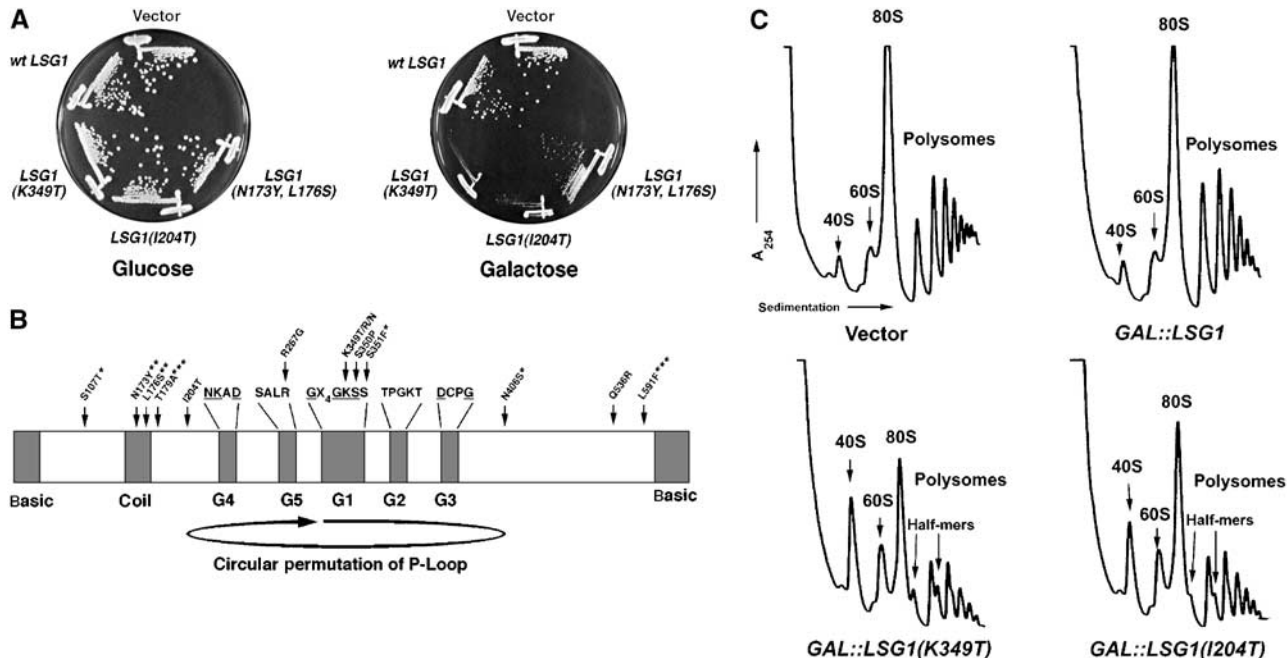 A
Vector
wt LSG1
LSG1
(K349T)
LSG1
(N173Y, L176S)
LSG1(I204T)
Glucose
Vector
wt LSG1
LSG1
(K349T)
LSG1
(N173Y, L176S)
LSG1(I204T)
Galactose
B
S107T*
N173Y**
L176S**
T179A***
I204T
R267G
K349T/R/N
S350P
S351F*
N406S*
Q536R
L591F***
NKAD
SALR
GX4GKSS
TPGKT
DCPG
Basic
Coil
G4
G5
G1
G2
G3
Basic
Circular permutation of P-Loop
C
80S
Polysomes
60S
40S
A254
Sedimentation
Vector
80S
Polysomes
60S
40S
GAL::LSG1
80S
40S
Polysomes
60S
Half-mers
GAL::LSG1(K349T)
80S
40S
Polysomes
60S
Half-mers
GAL::LSG1(I204T)